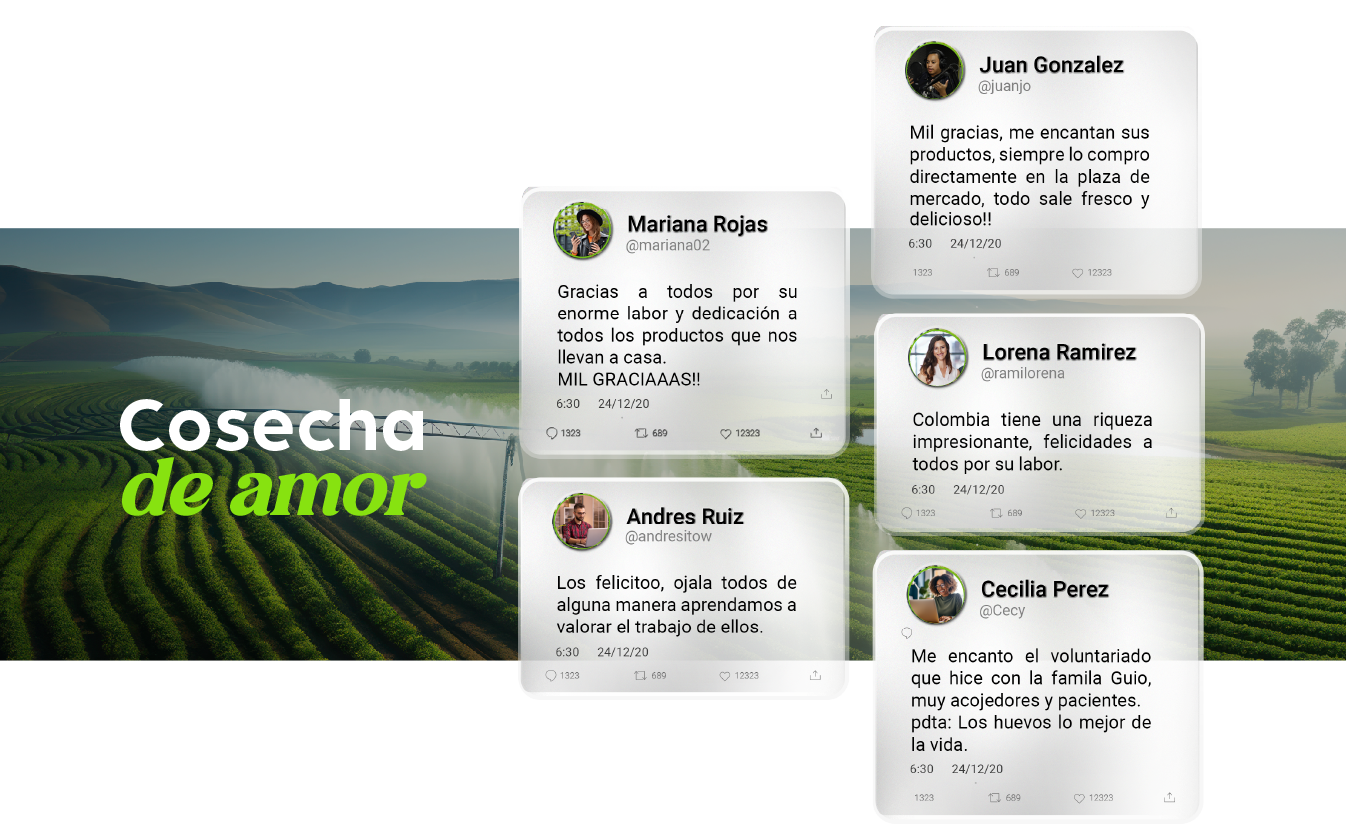 Cosecha
de amor
Mariana Rojas
@mariana02
Gracias a todos por su
enorme labor y dedicación a
todos los productos que nos
llevan a casa.
MIL GRACIAAAS!!
6:30 24/12/20
1323 689 12323
Andres Ruiz
@andresitow
Los felicitoo, ojala todos de
alguna manera aprendamos a
valorar el trabajo de ellos.
6:30 24/12/20
1323 689 12323
Juan Gonzalez
@juanjo
Mil gracias, me encantan sus
productos, siempre lo compro
directamente en la plaza de
mercado, todo sale fresco y
delicioso!!
6:30 24/12/20
1323 689 12323
Lorena Ramirez
@ramilorena
Colombia tiene una riqueza
impresionante, felicidades a
todos por su labor.
6:30 24/12/20
1323 689 12323
Cecilia Perez
@Cecy
Me encanto el voluntariado
que hice con la famila Guio,
muy acojedores y pacientes.
pdta: Los huevos lo mejor de
la vida.
6:30 24/12/20
1323 689 12323